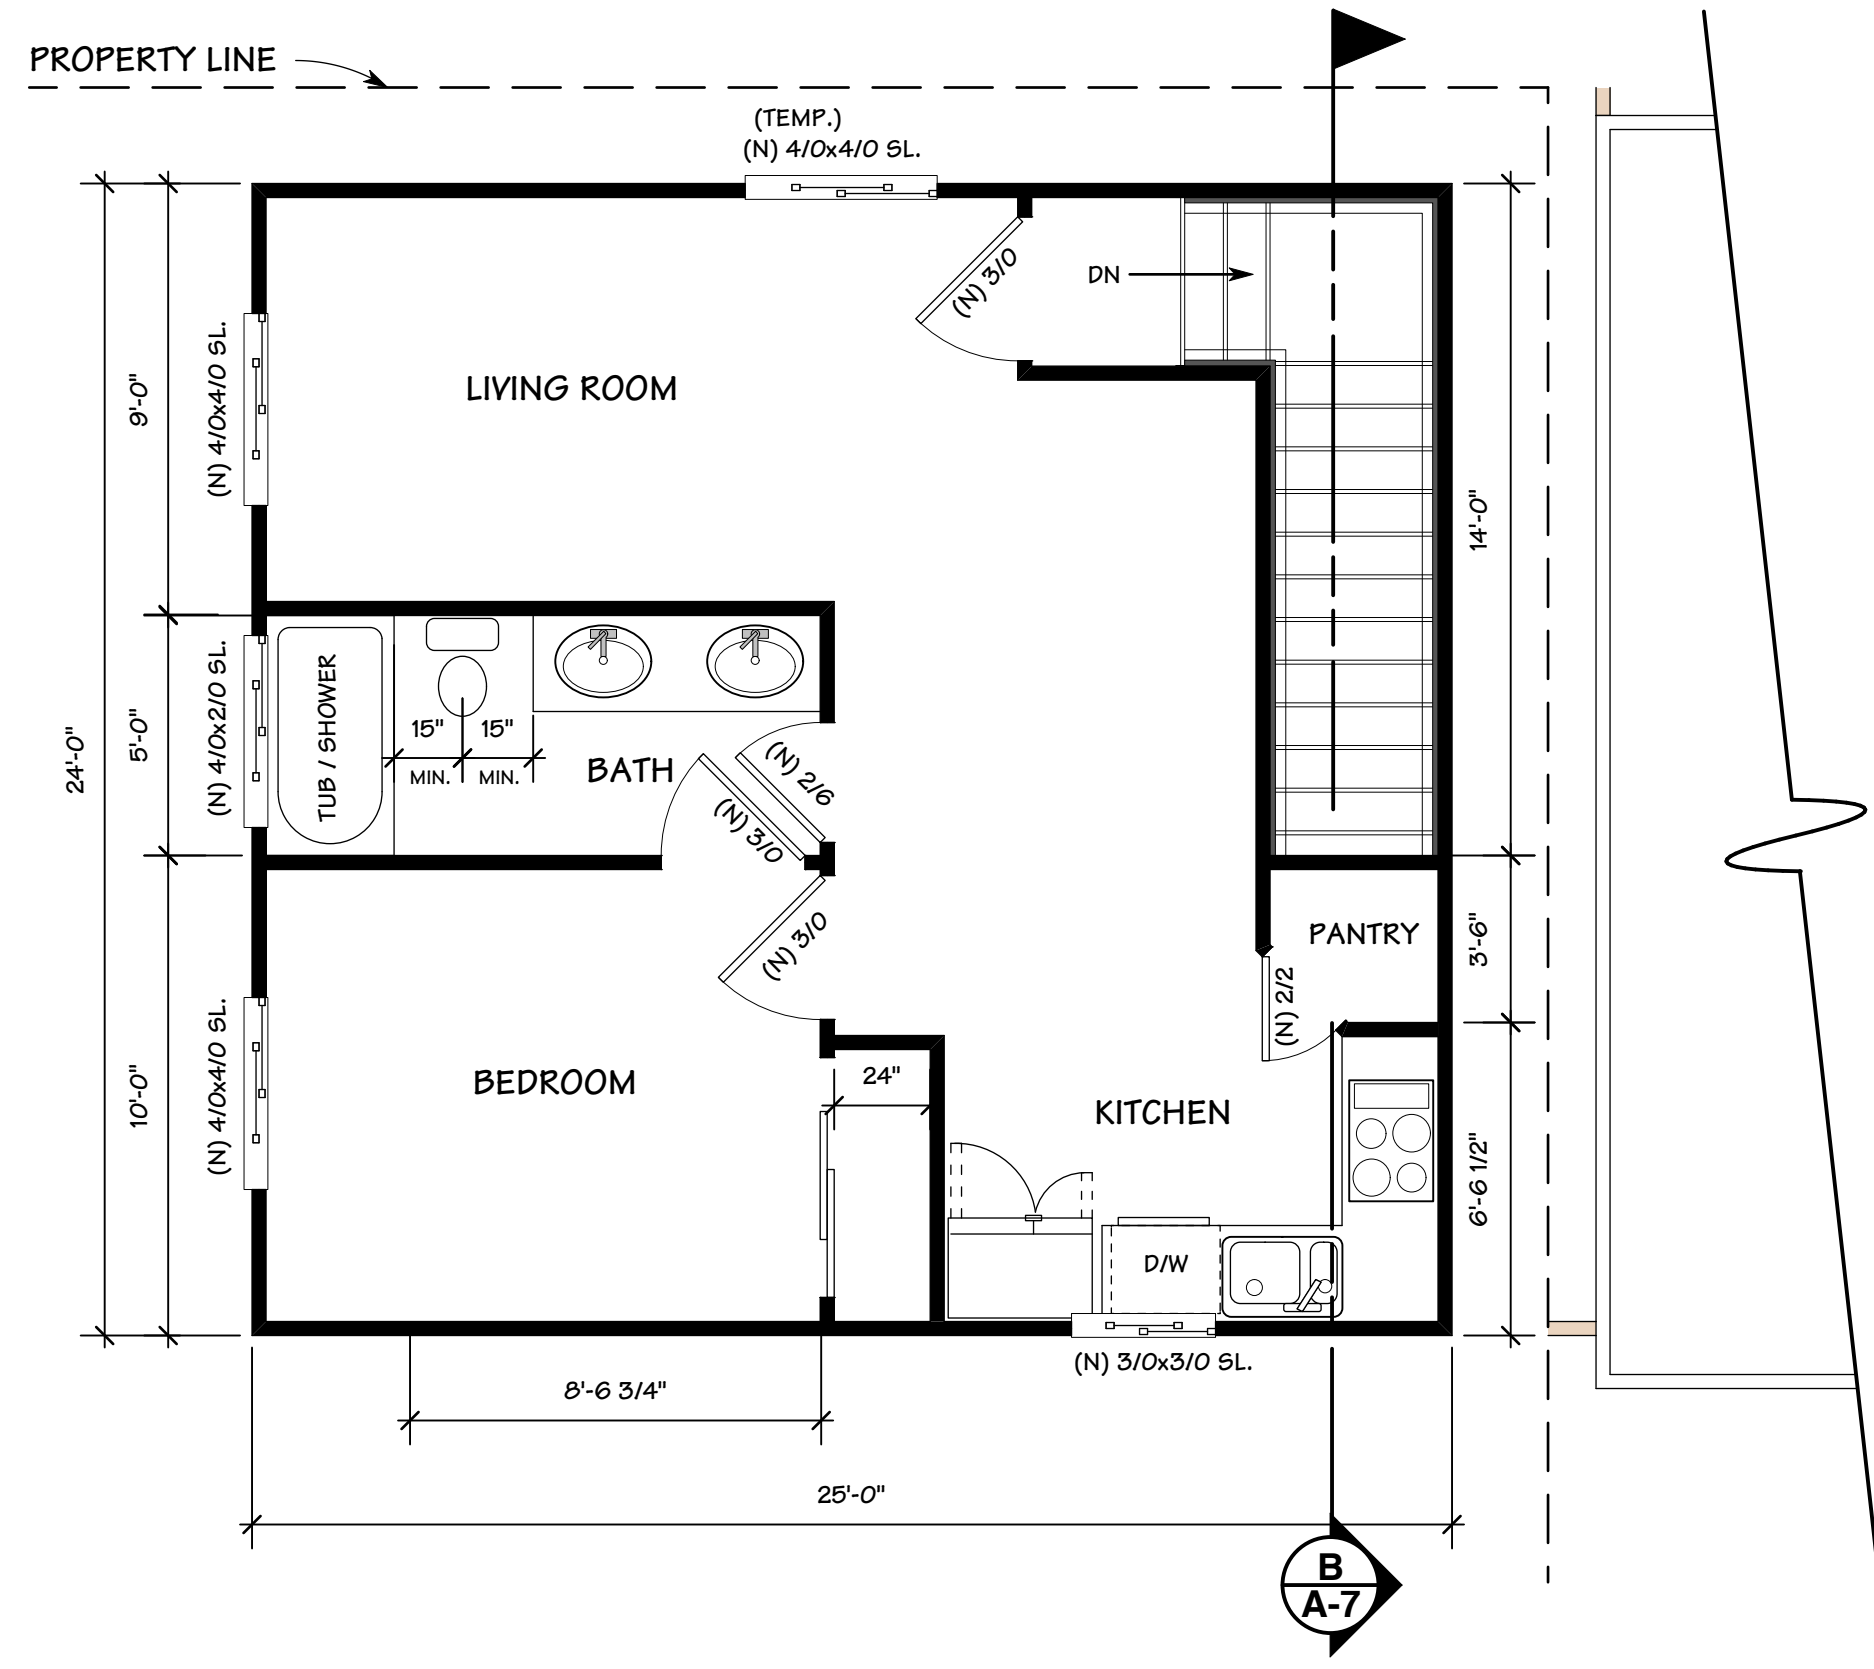 PROPERTY LINE
(TEMP.)
(N) 4/0x4/0 SL.
(N) 3/0
DN
LIVING ROOM
(N) 4/0x4/0 SL.
9'-0"
14'-0"
24'-0"
5'-0"
(N) 4/0x2/0 SL.
TUB / SHOWER
15"
15"
MIN.
MIN.
BATH
(N) 2/6
(N) 3/0
(N) 3/0
PANTRY
3'-6"
(N) 2/2
10'-0"
(N) 4/0x4/0 SL.
BEDROOM
24"
KITCHEN
6'-6 1/2"
D/W
(N) 3/0x3/0 SL.
8'-6 3/4"
25'-0"
B
A-7